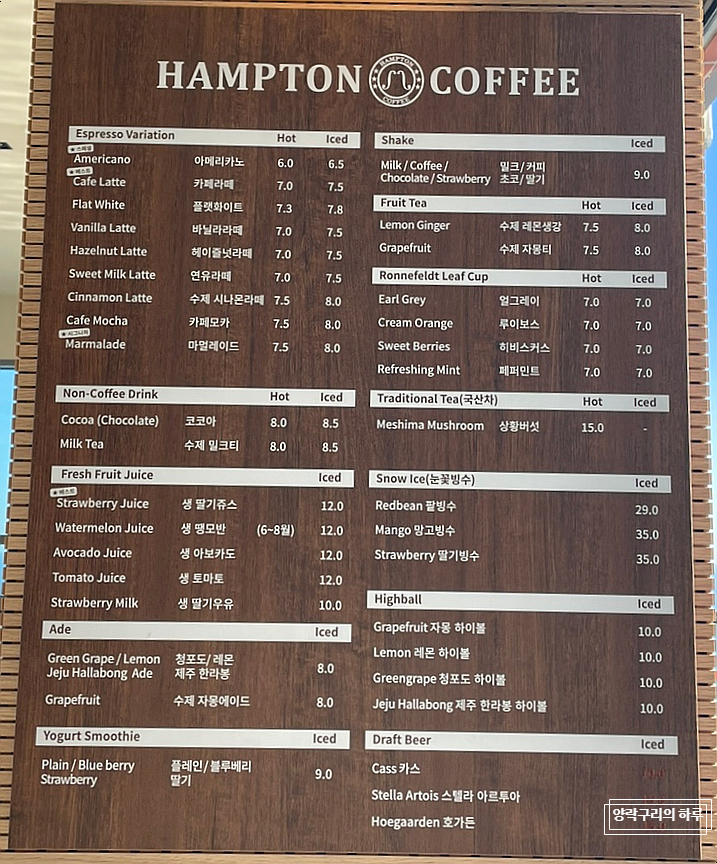 HAMPTON COFFEE
HAMPTON COFFEE
Espresso Variation Hot Iced
★스페셜
Americano 아메리카노 6.0 6.5
★베스트
Cafe Latte 카페라떼 7.0 7.5
Flat White 플랫화이트 7.3 7.8
Vanilla Latte 바닐라라떼 7.0 7.5
Hazelnut Latte 헤이즐넛라떼 7.0 7.5
Sweet Milk Latte 연유라떼 7.0 7.5
Cinnamon Latte 수제 시나몬라떼 7.5 8.0
Cafe Mocha 카페모카 7.5 8.0
★시그니처
Marmalade 마멀레이드 7.5 8.0
Non-Coffee Drink Hot Iced
Cocoa (Chocolate) 코코아 8.0 8.5
Milk Tea 수제 밀크티 8.0 8.5
Fresh Fruit Juice Iced
★베스트
Strawberry Juice 생 딸기쥬스 12.0
Watermelon Juice 생 땡모반 (6~8월) 12.0
Avocado Juice 생 아보카도 12.0
Tomato Juice 생 토마토 12.0
Strawberry Milk 생 딸기우유 10.0
Ade Iced
Green Grape / Lemon 청포도/ 레몬
Jeju Hallabong Ade 제주 한라봉 8.0
Grapefruit 수제 자몽에이드 8.0
Yogurt Smoothie Iced
Plain / Blue berry 플레인/ 블루베리
Strawberry 딸기 9.0
Shake Iced
Milk / Coffee / 밀크/ 커피
Chocolate / Strawberry 초코/ 딸기 9.0
Fruit Tea Hot Iced
Lemon Ginger 수제 레몬생강 7.5 8.0
Grapefruit 수제 자몽티 7.5 8.0
Ronnefeldt Leaf Cup Hot Iced
Earl Grey 얼그레이 7.0 7.0
Cream Orange 루이보스 7.0 7.0
Sweet Berries 히비스커스 7.0 7.0
Refreshing Mint 페퍼민트 7.0 7.0
Traditional Tea(국산차) Hot Iced
Meshima Mushroom 상황버섯 15.0 -
Snow Ice(눈꽃빙수) Iced
Redbean 팥빙수 29.0
Mango 망고빙수 35.0
Strawberry 딸기빙수 35.0
Highball Iced
Grapefruit 자몽 하이볼 10.0
Lemon 레몬 하이볼 10.0
Greengrape 청포도 하이볼 10.0
Jeju Hallabong 제주 한라봉 하이볼 10.0
Draft Beer Iced
Cass 카스
Stella Artois 스텔라 아르투아
Hoegaarden 호가든
양락구리의 하루